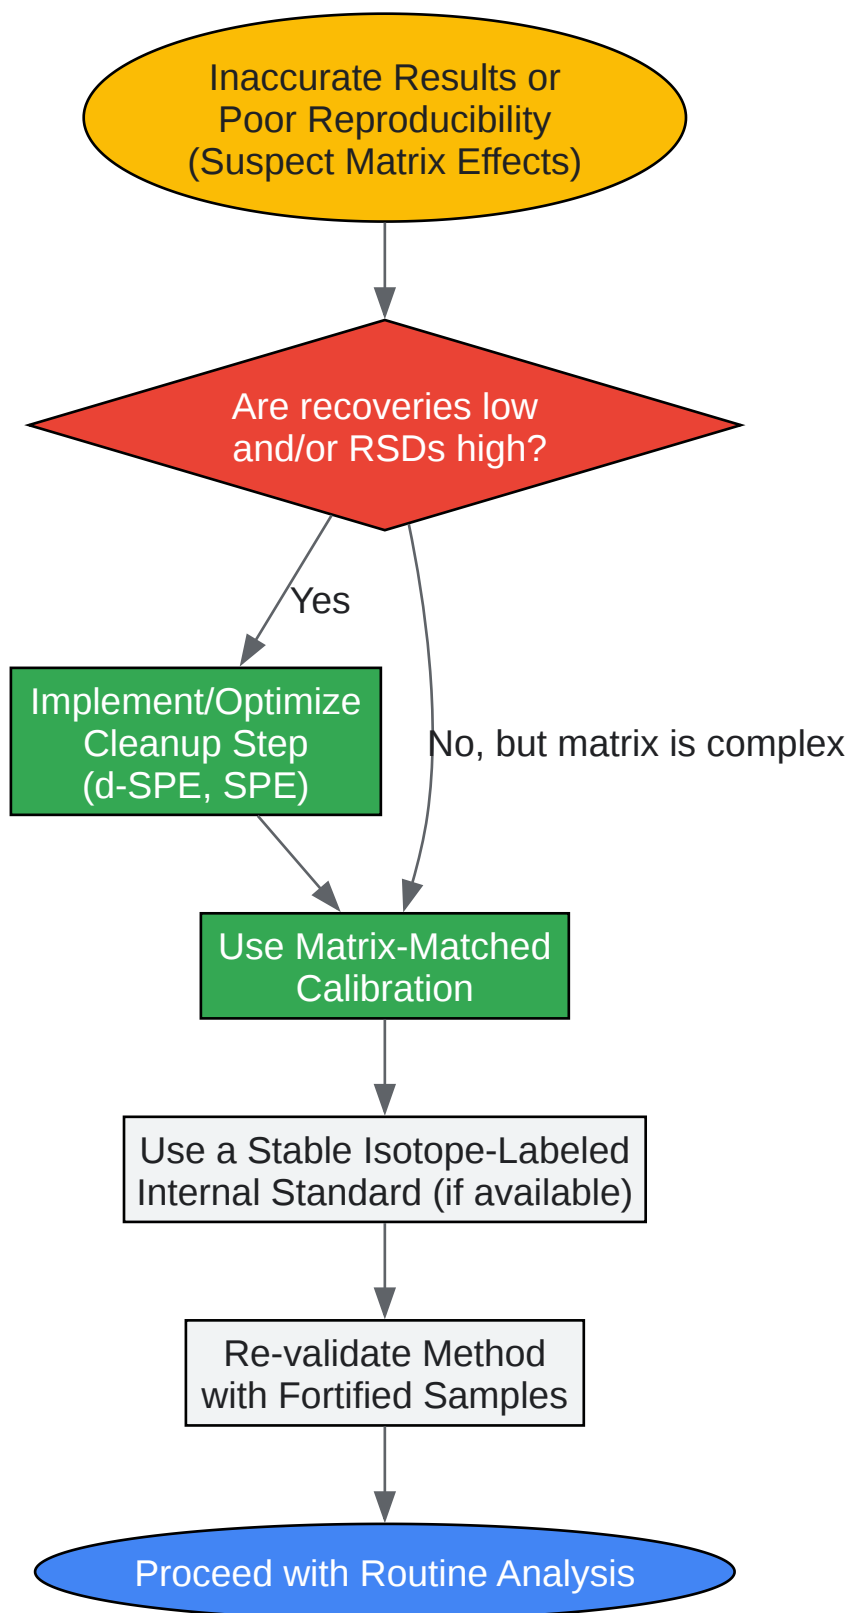 Inaccurate Results or
Poor Reproducibility
(Suspect Matrix Effects)
Are recoveries low
and/or RSDs high?
Yes
Implement/Optimize
Cleanup Step
(d-SPE, SPE)
No, but matrix is complex
Use Matrix-Matched
Calibration
Use a Stable Isotope-Labeled
Internal Standard (if available)
Re-validate Method
with Fortified Samples
Proceed with Routine Analysis